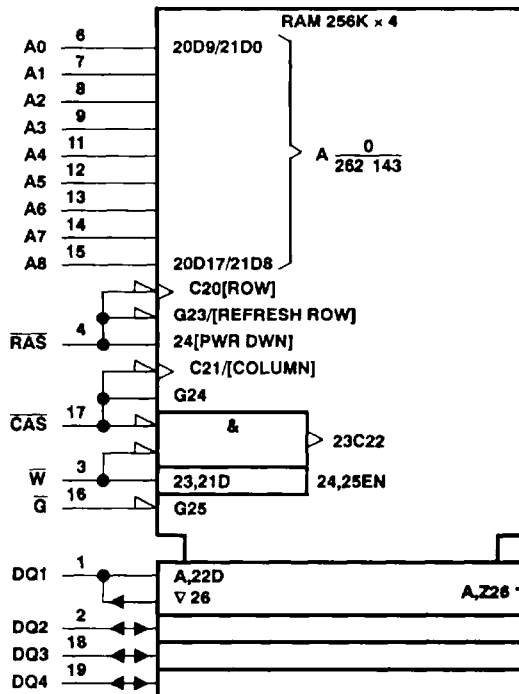 RAM 256K × 4
A0 6 20D9/21D0
A1 7
A2 8
A3 9
A4 11
A5 12
A6 13
A7 14
A8 15 20D17/21D8
A 0
262 143
C20[ROW]
G23/[REFRESH ROW]
RAS 4 24[PWR DWN]
C21/[COLUMN]
G24
CAS 17 &
23C22
W 3 23,21D 24,25EN
G 16 G25
DQ1 1 A,22D
∇ 26 A,Z26
DQ2 2
DQ3 18
DQ4 19